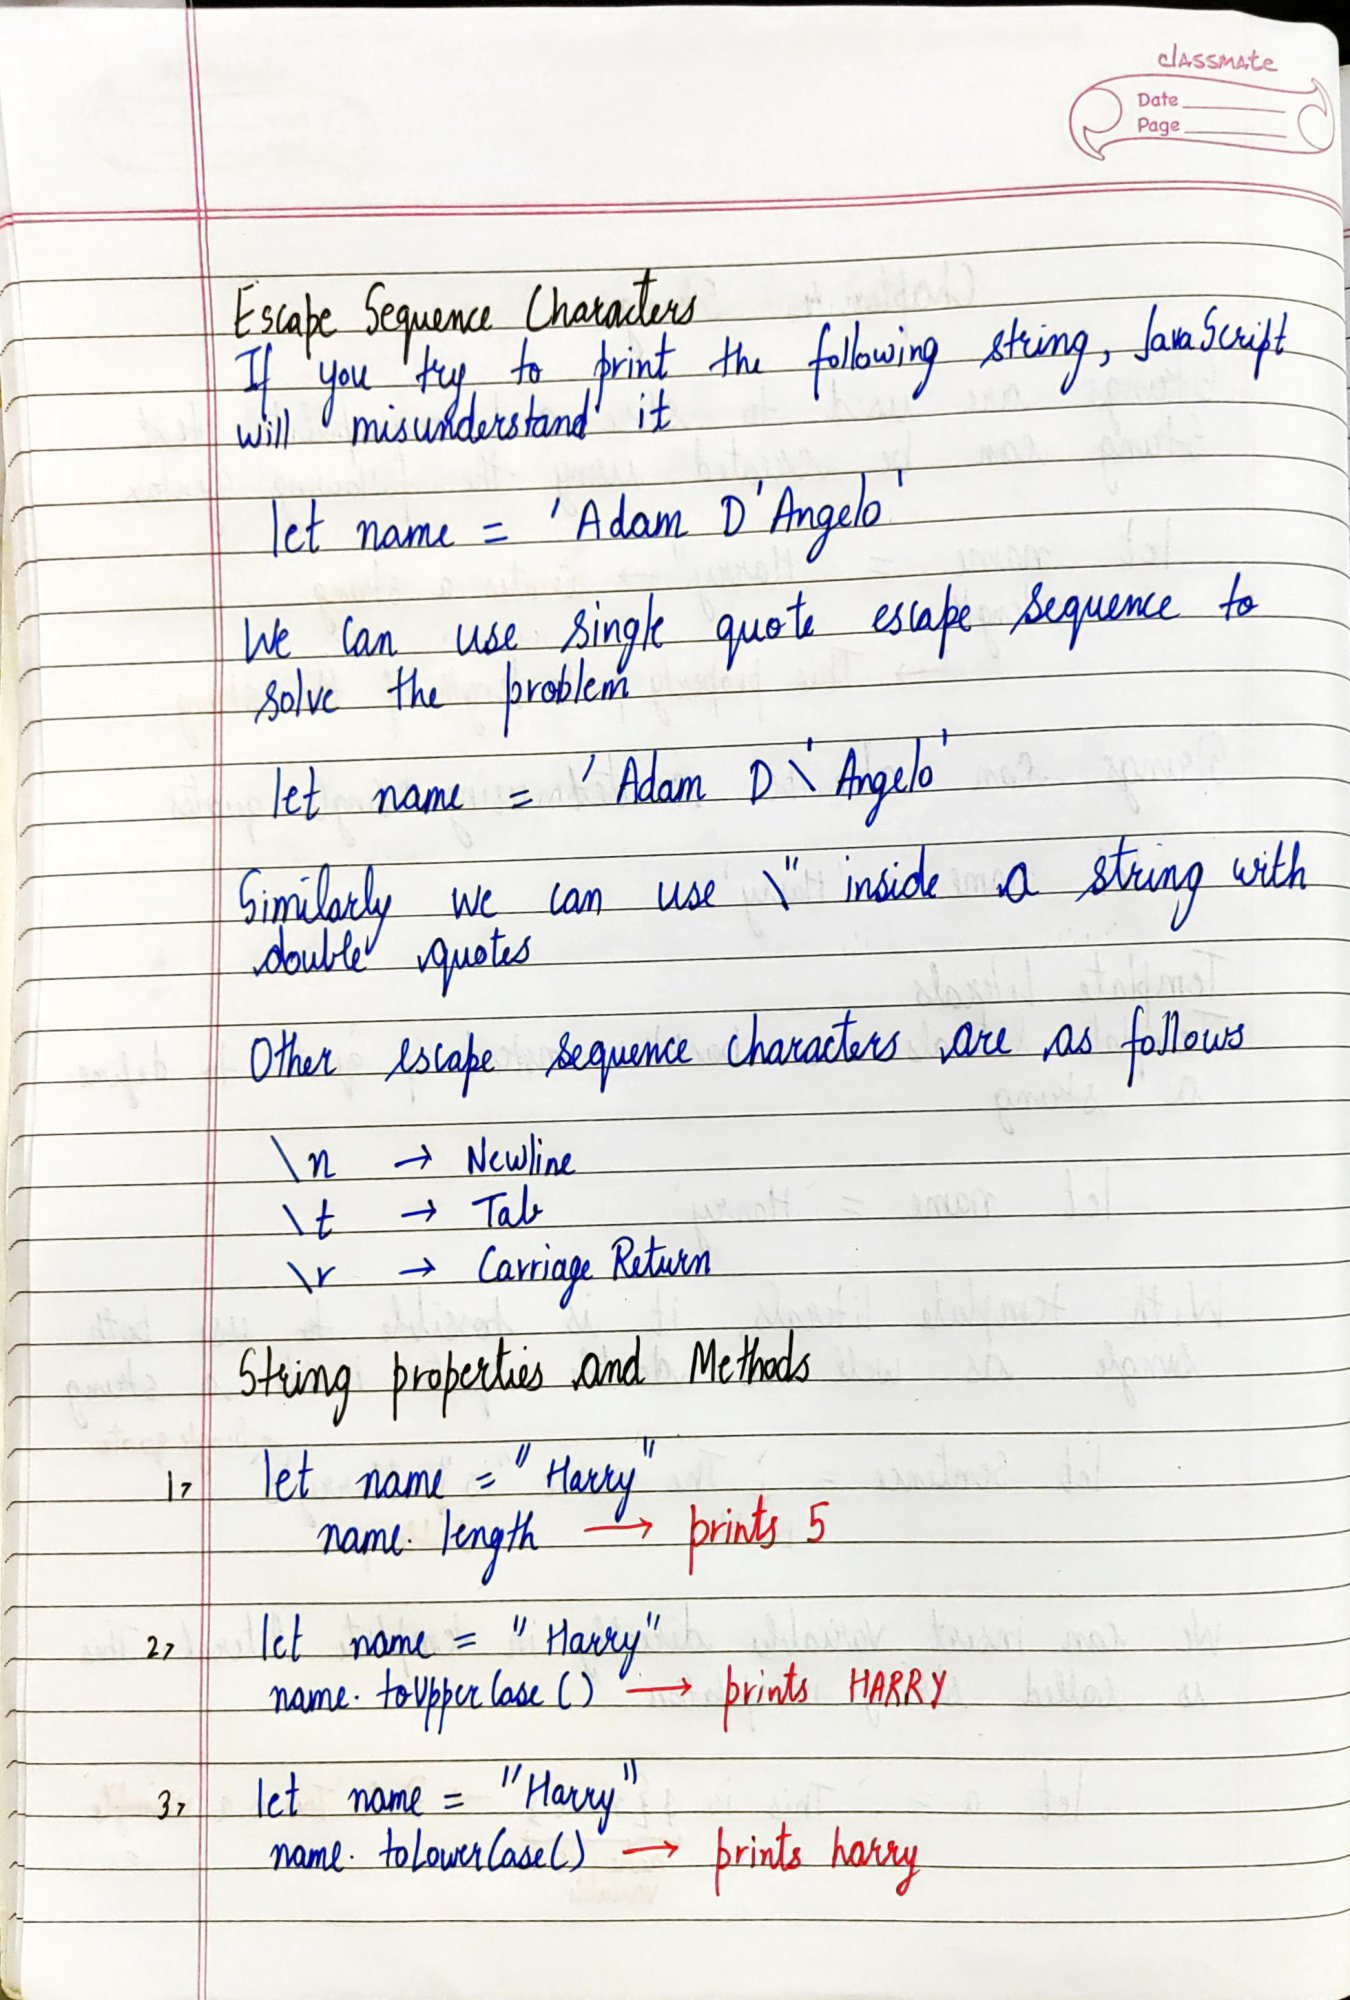 classmate
Date
Page
Escape Sequence Characters
If you try to print the following string, JavaScript
will misunderstand it
let name = 'Adam D'Angelo'
We can use single quote escape sequence to
solve the problem
let name = 'Adam D\'Angelo'
Similarly we can use \" inside a string with
double quotes
Other escape sequence characters are as follows
\n → Newline
\t → Tab
\r → Carriage Return
String properties and Methods
1> let name = "Harry"
name.length → prints 5
2> let name = "Harry"
name.toUpperCase() → prints HARRY
3> let name = "Harry"
name.toLowerCase() → prints harry